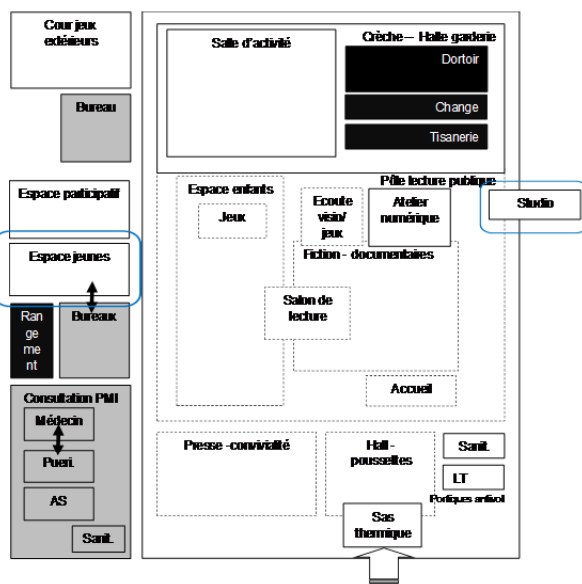 Cour jeux
extérieurs
Bureau
Espace participatif
Espace jeunes
Ran
ge
me
nt
Bureaux
Consultation PMI
Médecin
Pueri.
AS
Sanit.
Salle d'activité
Crèche – Halte garderie
Dortoir
Change
Tisanerie
Pôle lecture publique
Espace enfants
Jeux
Ecoute
visio/
jeux
Atelier
numérique
Studio
Fiction - documentaires
Salon de
lecture
Accueil
Presse -convivialité
Hall -
poussettes
Sanit.
LT
Portiques antivol
Sas
thermique